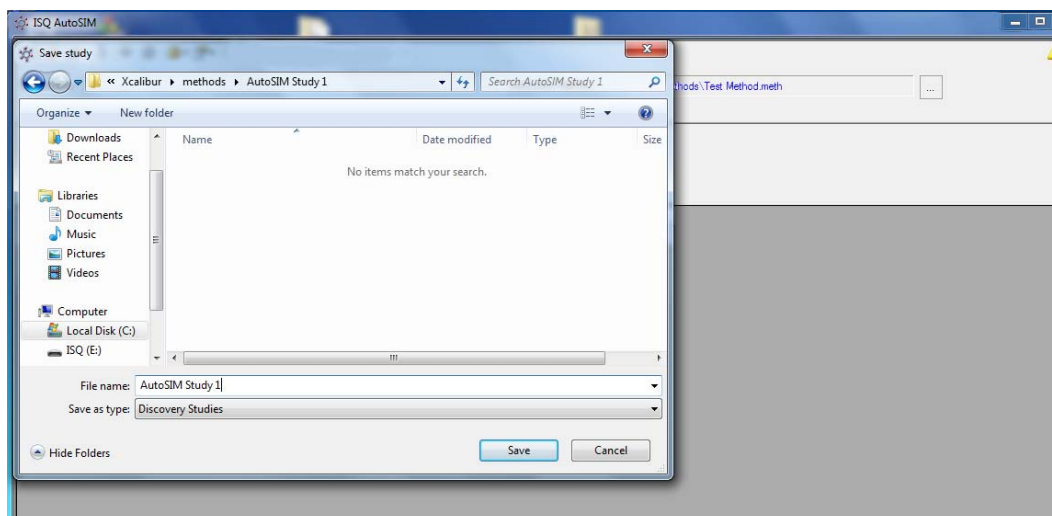 ISQ AutoSIM
Save study
« Xcalibur ▸ methods ▸ AutoSIM Study 1
Search AutoSIM Study 1
hods\Test Method.meth
...
Organize
New folder
Downloads
Recent Places
Libraries
Documents
Music
Pictures
Videos
Computer
Local Disk (C:)
ISQ (E:)
Name
Date modified
Type
Size
No items match your search.
File name: AutoSIM Study 1
Save as type: Discovery Studies
Hide Folders
Save
Cancel